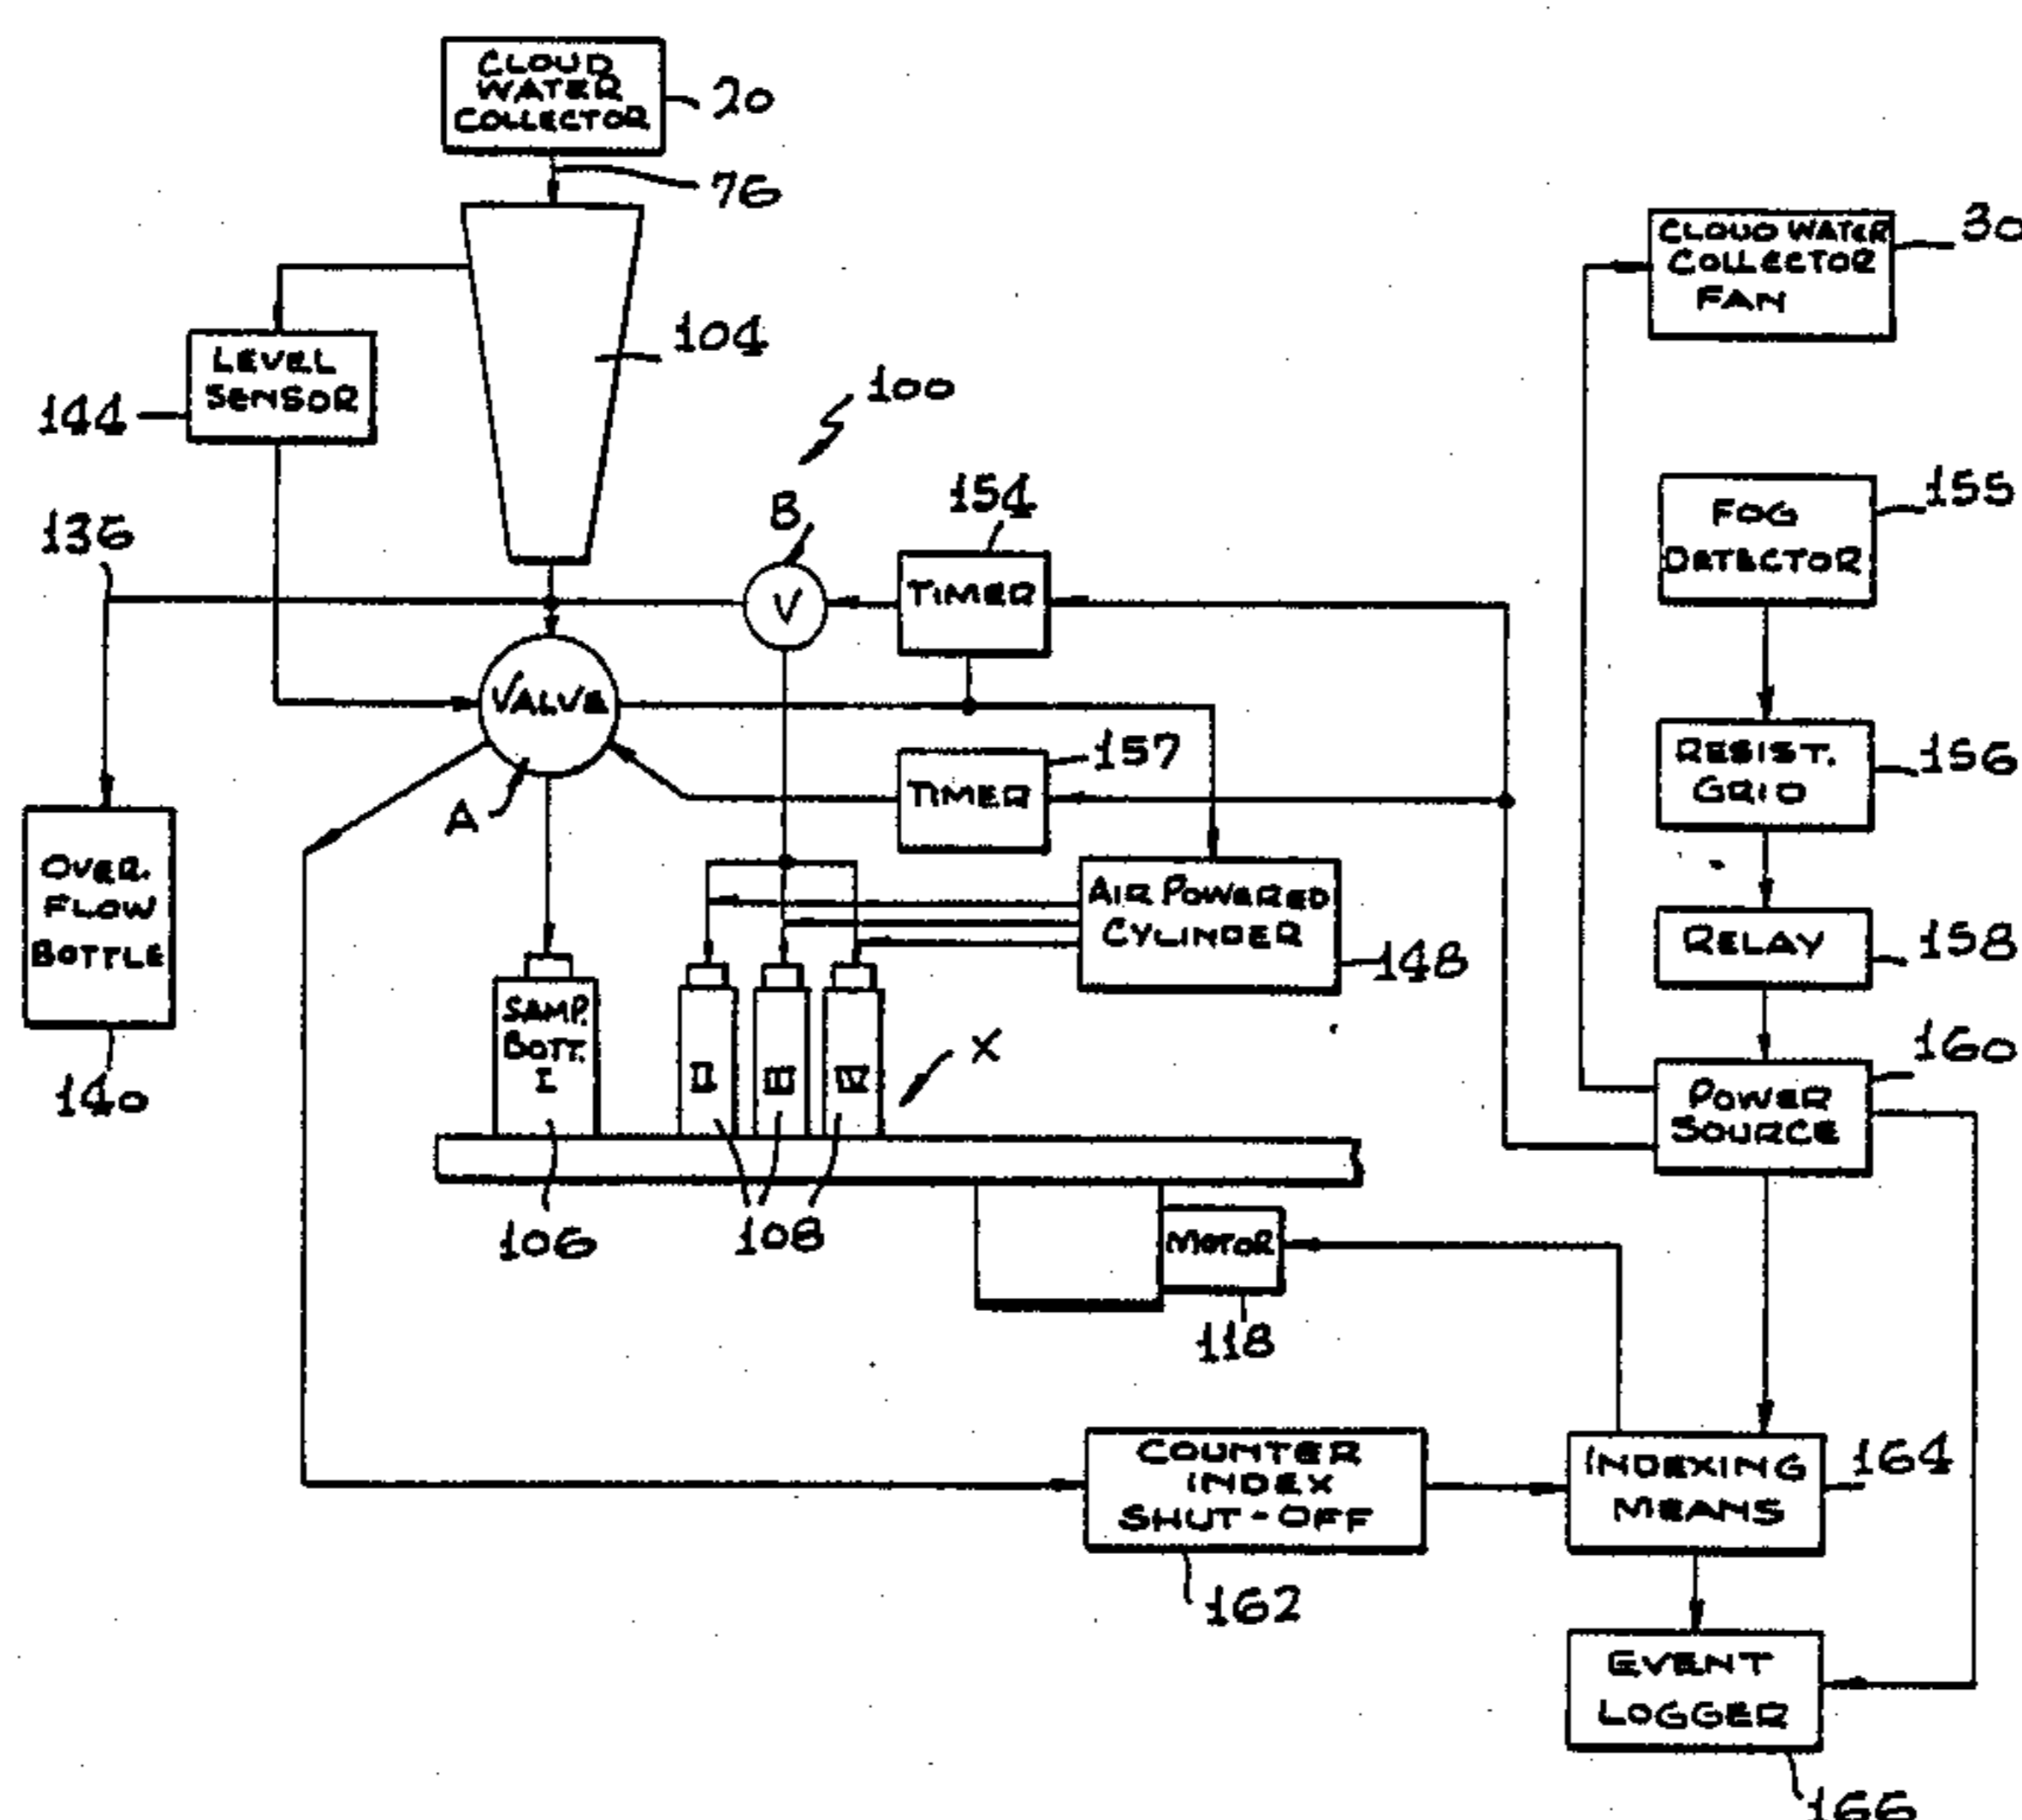 CLOUD
WATER
COLLECTOR
20
76
CLOUD WATER
COLLECTOR
FAN
30
LEVEL
SENSOR
144
104
100
136
B
V
154
TIMER
FOG
DETECTOR
155
VALVE
A
157
TIMER
RESIST.
GRID
156
OVER-
FLOW
BOTTLE
140
AIR POWERED
CYLINDER
148
RELAY
158
SAMP.
BOTT.
I
II
III
IV
X
POWER
SOURCE
160
106
108
MOTOR
118
COUNTER
INDEX
SHUT-OFF
162
INDEXING
MEANS
164
EVENT
LOGGER
166